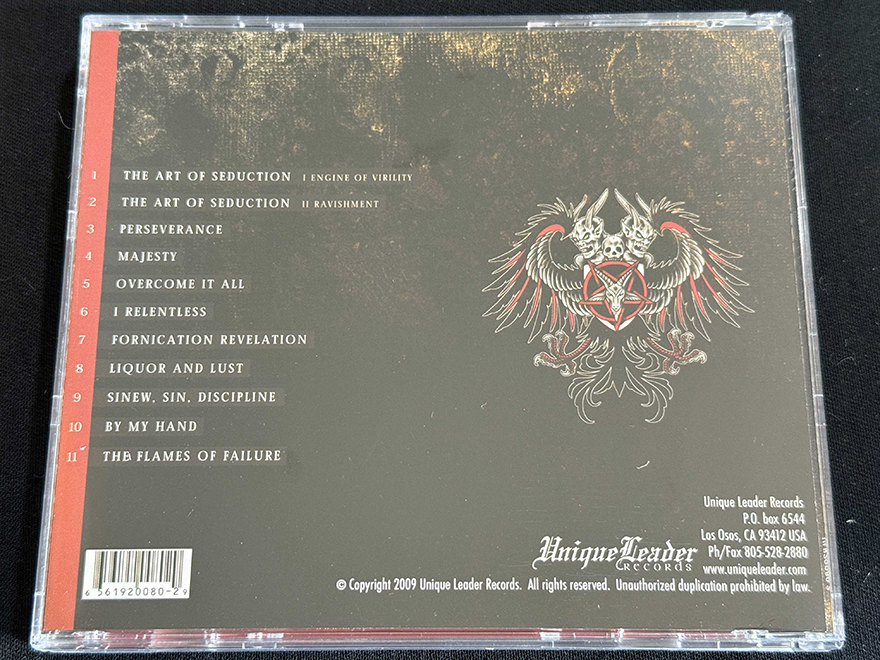 1 THE ART OF SEDUCTION I ENGINE OF VIRILITY
2 THE ART OF SEDUCTION II RAVISHMENT
3 PERSEVERANCE
4 MAJESTY
5 OVERCOME IT ALL
6 I RELENTLESS
7 FORNICATION REVELATION
8 LIQUOR AND LUST
9 SINEW, SIN, DISCIPLINE
10 BY MY HAND
11 THE FLAMES OF FAILURE
Unique Leader Records
P.O. box 6544
Los Osos, CA 93412 USA
Ph/Fax 805-528-2880
www.uniqueleader.com
Unique Leader
RECORDS
© Copyright 2009 Unique Leader Records. All rights reserved. Unauthorized duplication prohibited by law.
6 56192 0080-2 9